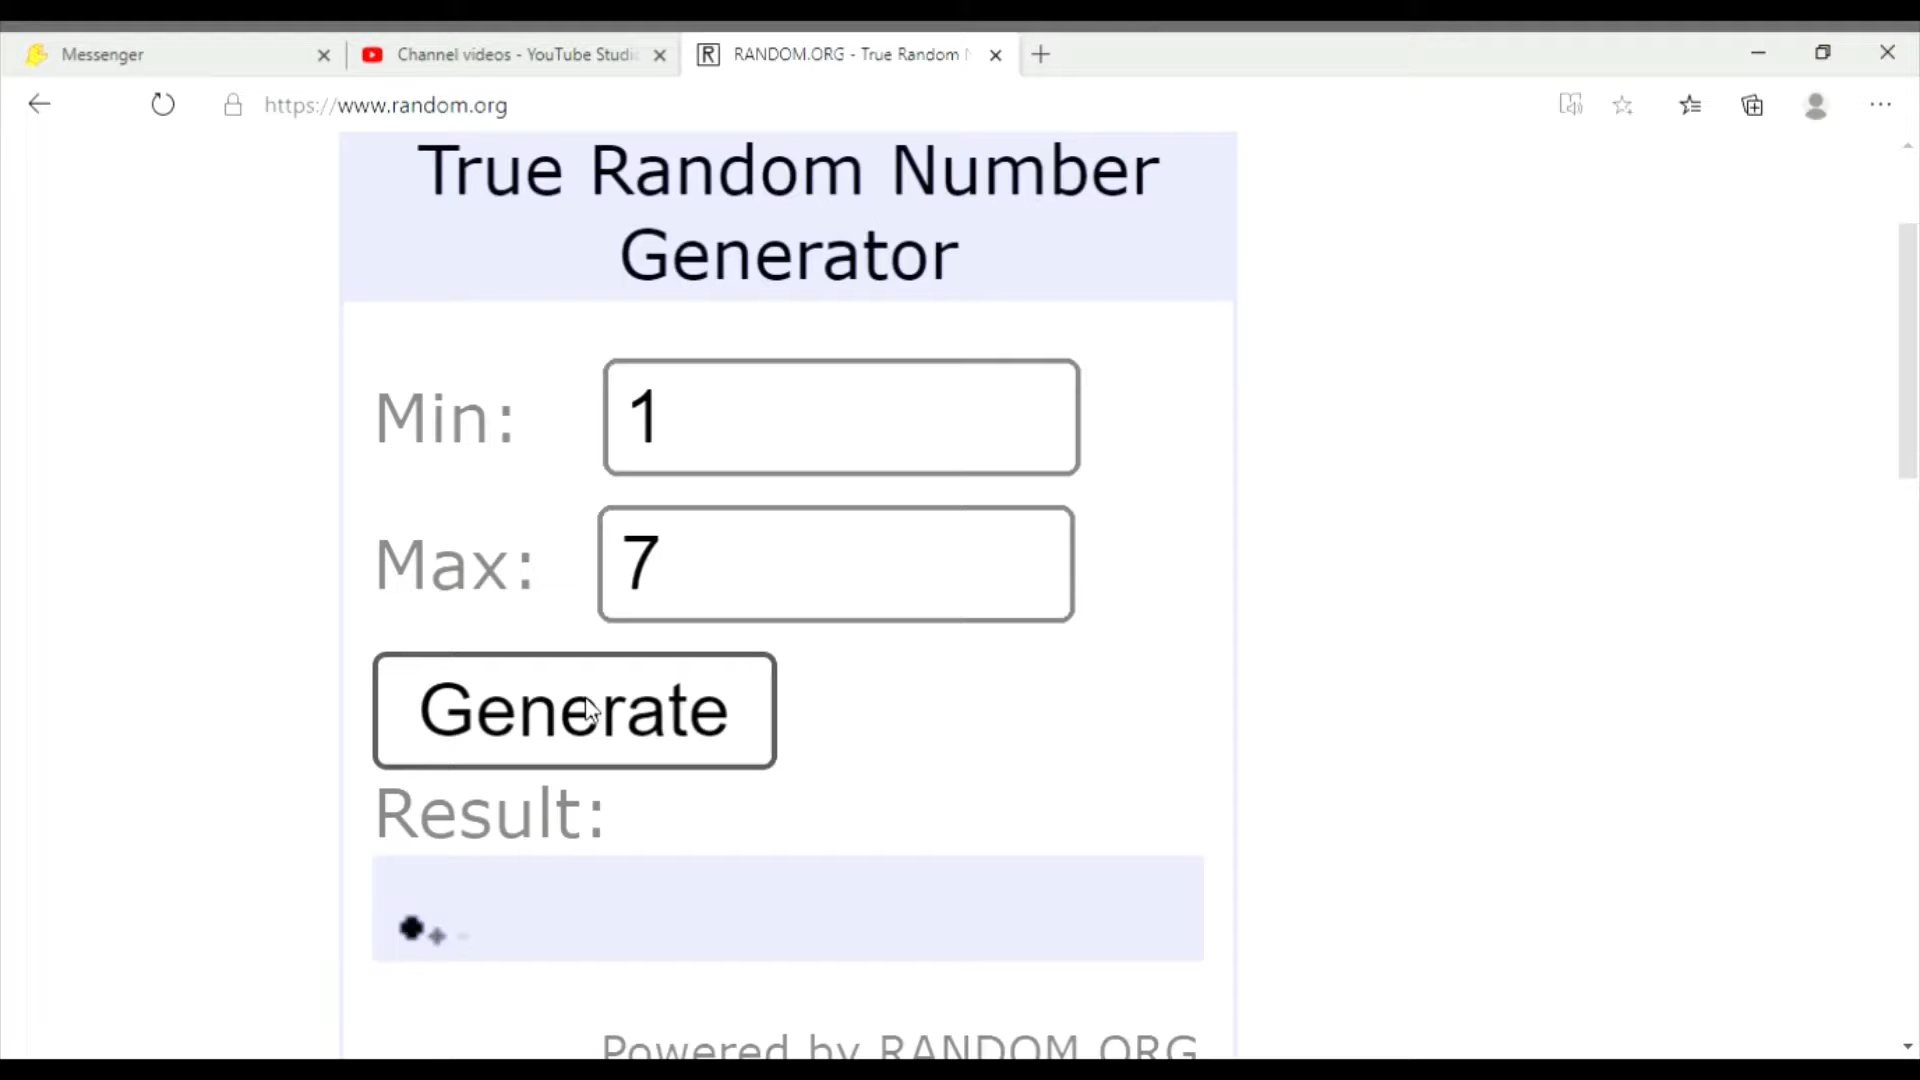 Messenger
Channel videos - YouTube Studi
RANDOM.ORG - True Random
https://www.random.org
True Random Number
Generator
Min: 1
Max: 7
Generate
Result:
Powered by RANDOM.ORG